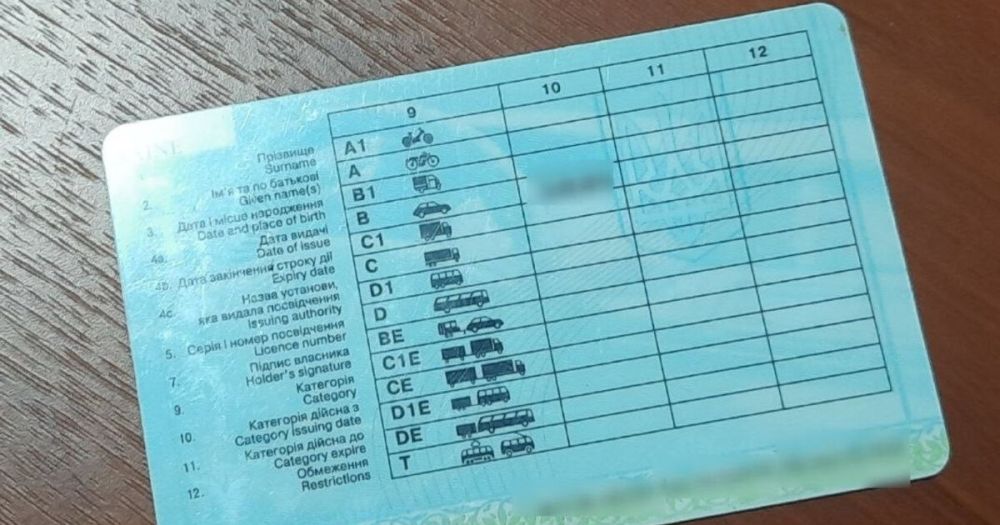 9 10 11 12
Прізвище
Surname
2. Ім'я та по батькові
Given name(s)
3. Дата і місце народження
Date and place of birth
4a. Дата видачі
Date of issue
4b. Дата закінчення строку дії
Expiry date
4c. Назва установи,
яка видала посвідчення
Issuing authority
5. Серія і номер посвідчення
Licence number
7. Підпис власника
Holder's signature
9. Категорія
Category
10. Категорія дійсна з
Category issuing date
11. Категорія дійсна до
Category expire
12. Обмеження
Restrictions
A1
A
B1
B
C1
C
D1
D
BE
C1E
CE
D1E
DE
T